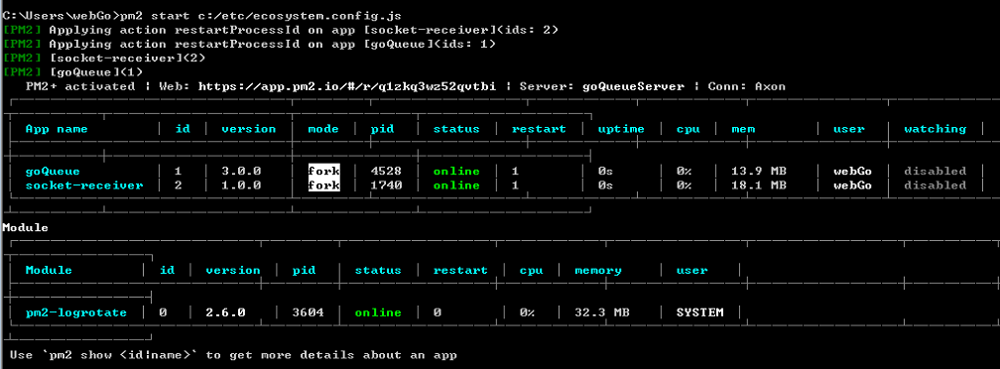 C:\Users\webGo>pm2 start c:/etc/ecosystem.config.js
[PM2] Applying action restartProcessId on app [socket-receiver](ids: 2)
[PM2] Applying action restartProcessId on app [goQueue](ids: 1)
[PM2] [socket-receiver](2)
[PM2] [goQueue](1)
PM2+ activated | Web: https://app.pm2.io/#/r/q1zkq3wz52qvtbi | Server: goQueueServer | Conn: Axon
App name | id | version | mode | pid | status | restart | uptime | cpu | mem | user | watching
goQueue | 1 | 3.0.0 | fork | 4528 | online | 1 | 0s | 0% | 13.9 MB | webGo | disabled
socket-receiver | 2 | 1.0.0 | fork | 1740 | online | 1 | 0s | 0% | 18.1 MB | webGo | disabled
Module
Module | id | version | pid | status | restart | cpu | memory | user
pm2-logrotate | 0 | 2.6.0 | 3604 | online | 0 | 0% | 32.3 MB | SYSTEM
Use `pm2 show <id|name>` to get more details about an app